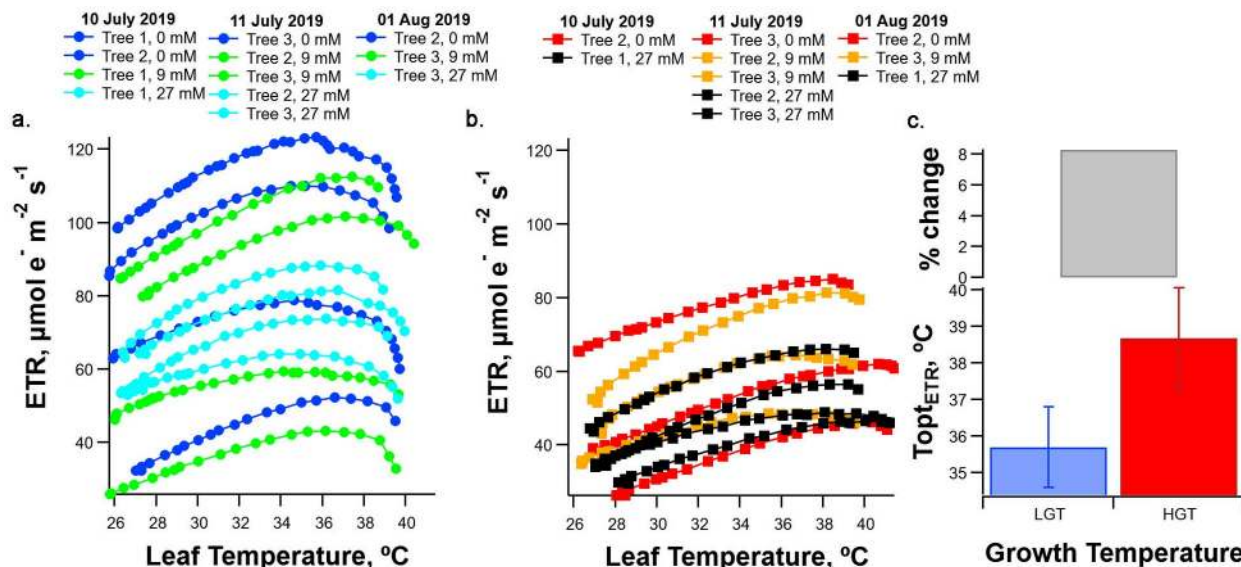 10 July 2019
Tree 1, 0 mM
Tree 2, 0 mM
Tree 1, 9 mM
Tree 1, 27 mM
11 July 2019
Tree 3, 0 mM
Tree 2, 9 mM
Tree 3, 9 mM
Tree 2, 27 mM
Tree 3, 27 mM
01 Aug 2019
Tree 2, 0 mM
Tree 3, 9 mM
Tree 3, 27 mM
10 July 2019
Tree 2, 0 mM
Tree 1, 27 mM
11 July 2019
Tree 3, 0 mM
Tree 2, 9 mM
Tree 3, 9 mM
Tree 2, 27 mM
Tree 3, 27 mM
01 Aug 2019
Tree 2, 0 mM
Tree 3, 9 mM
Tree 1, 27 mM
a.
ETR, µmol e⁻ m⁻² s⁻¹
120
100
80
60
40
26 28 30 32 34 36 38 40
Leaf Temperature, ºC
b.
ETR, µmol e⁻ m⁻² s⁻¹
120
100
80
60
40
26 28 30 32 34 36 38 40
Leaf Temperature, ºC
c.
% change
8
6
4
2
0
Topt_ETR, ºC
40
39
38
37
36
35
LGT HGT
Growth Temperature